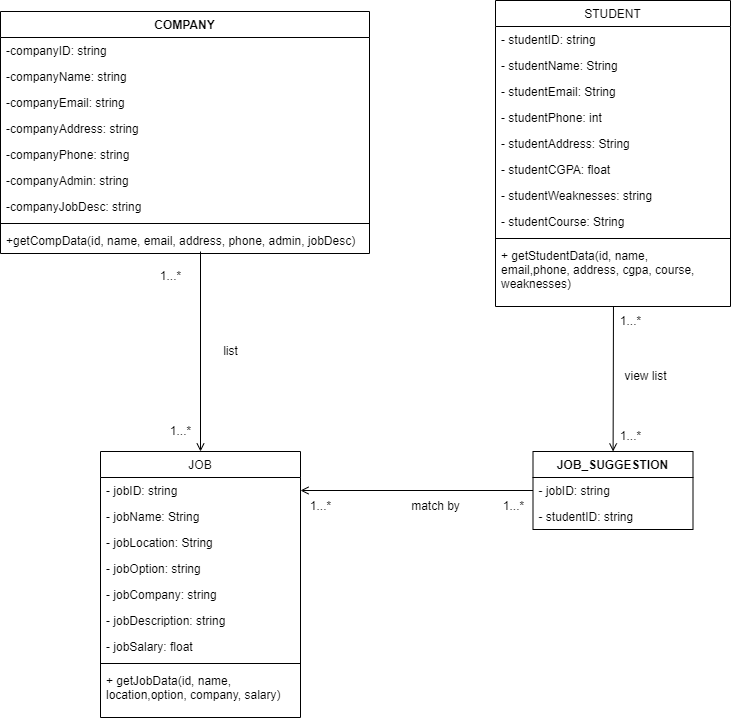 COMPANY
-companyID: string
-companyName: string
-companyEmail: string
-companyAddress: string
-companyPhone: string
-companyAdmin: string
-companyJobDesc: string
+getCompData(id, name, email, address, phone, admin, jobDesc)
STUDENT
- studentID: string
- studentName: String
- studentEmail: String
- studentPhone: int
- studentAddress: String
- studentCGPA: float
- studentWeaknesses: string
- studentCourse: String
+ getStudentData(id, name,
email,phone, address, cgpa, course,
weaknesses)
1...*
list
1...*
1...*
view list
1...*
JOB
- jobID: string
- jobName: String
- jobLocation: String
- jobOption: string
- jobCompany: string
- jobDescription: string
- jobSalary: float
+ getJobData(id, name,
location,option, company, salary)
1...*
match by
1...*
JOB_SUGGESTION
- jobID: string
- studentID: string